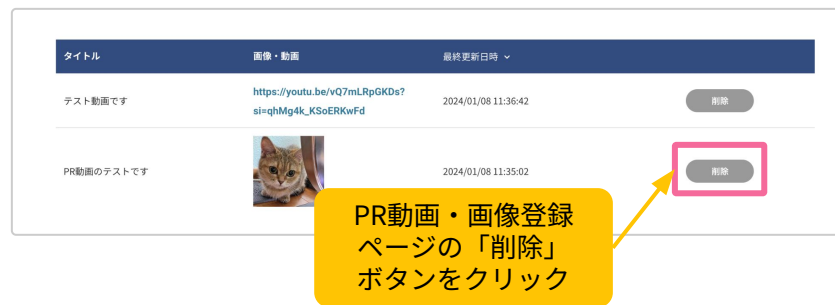 タイトル 画像・動画 最終更新日時
テスト動画です https://youtu.be/vQ7mLRpGKDs?
si=qhMg4k_KSoERKwFd 2024/01/08 11:36:42 削除
PR動画のテストです 2024/01/08 11:35:02 削除
PR動画・画像登録
ページの「削除」
ボタンをクリック